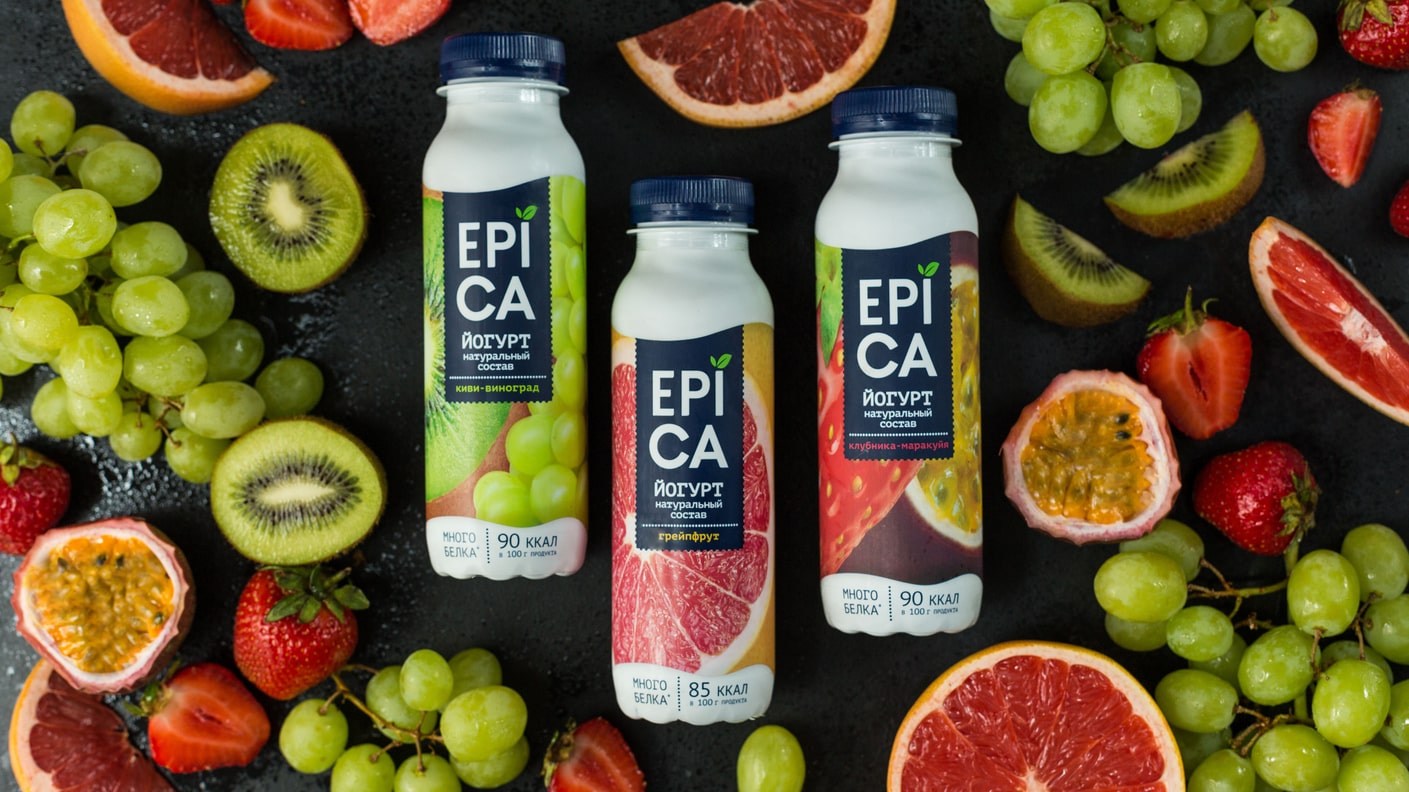 EPI
CA
ЙОГУРТ
натуральный
состав
киви-виноград
МНОГО
БЕЛКА*
90 ККАЛ
в 100 г продукта
EPI
CA
ЙОГУРТ
натуральный
состав
грейпфрут
МНОГО
БЕЛКА*
85 ККАЛ
в 100 г продукта
EPI
CA
ЙОГУРТ
натуральный
состав
клубника-маракуйя
МНОГО
БЕЛКА*
90 ККАЛ
в 100 г продукта